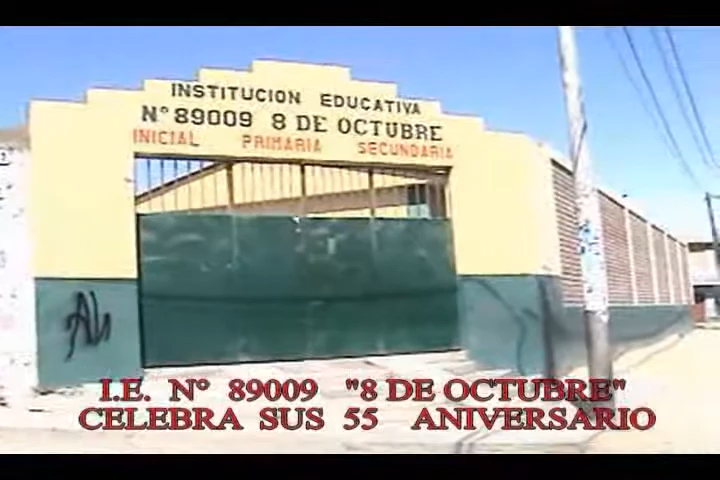 INSTITUCION EDUCATIVA
N° 89009 8 DE OCTUBRE
INICIAL PRIMARIA SECUNDARIA
I.E. N° 89009 "8 DE OCTUBRE"
CELEBRA SUS 55 ANIVERSARIO